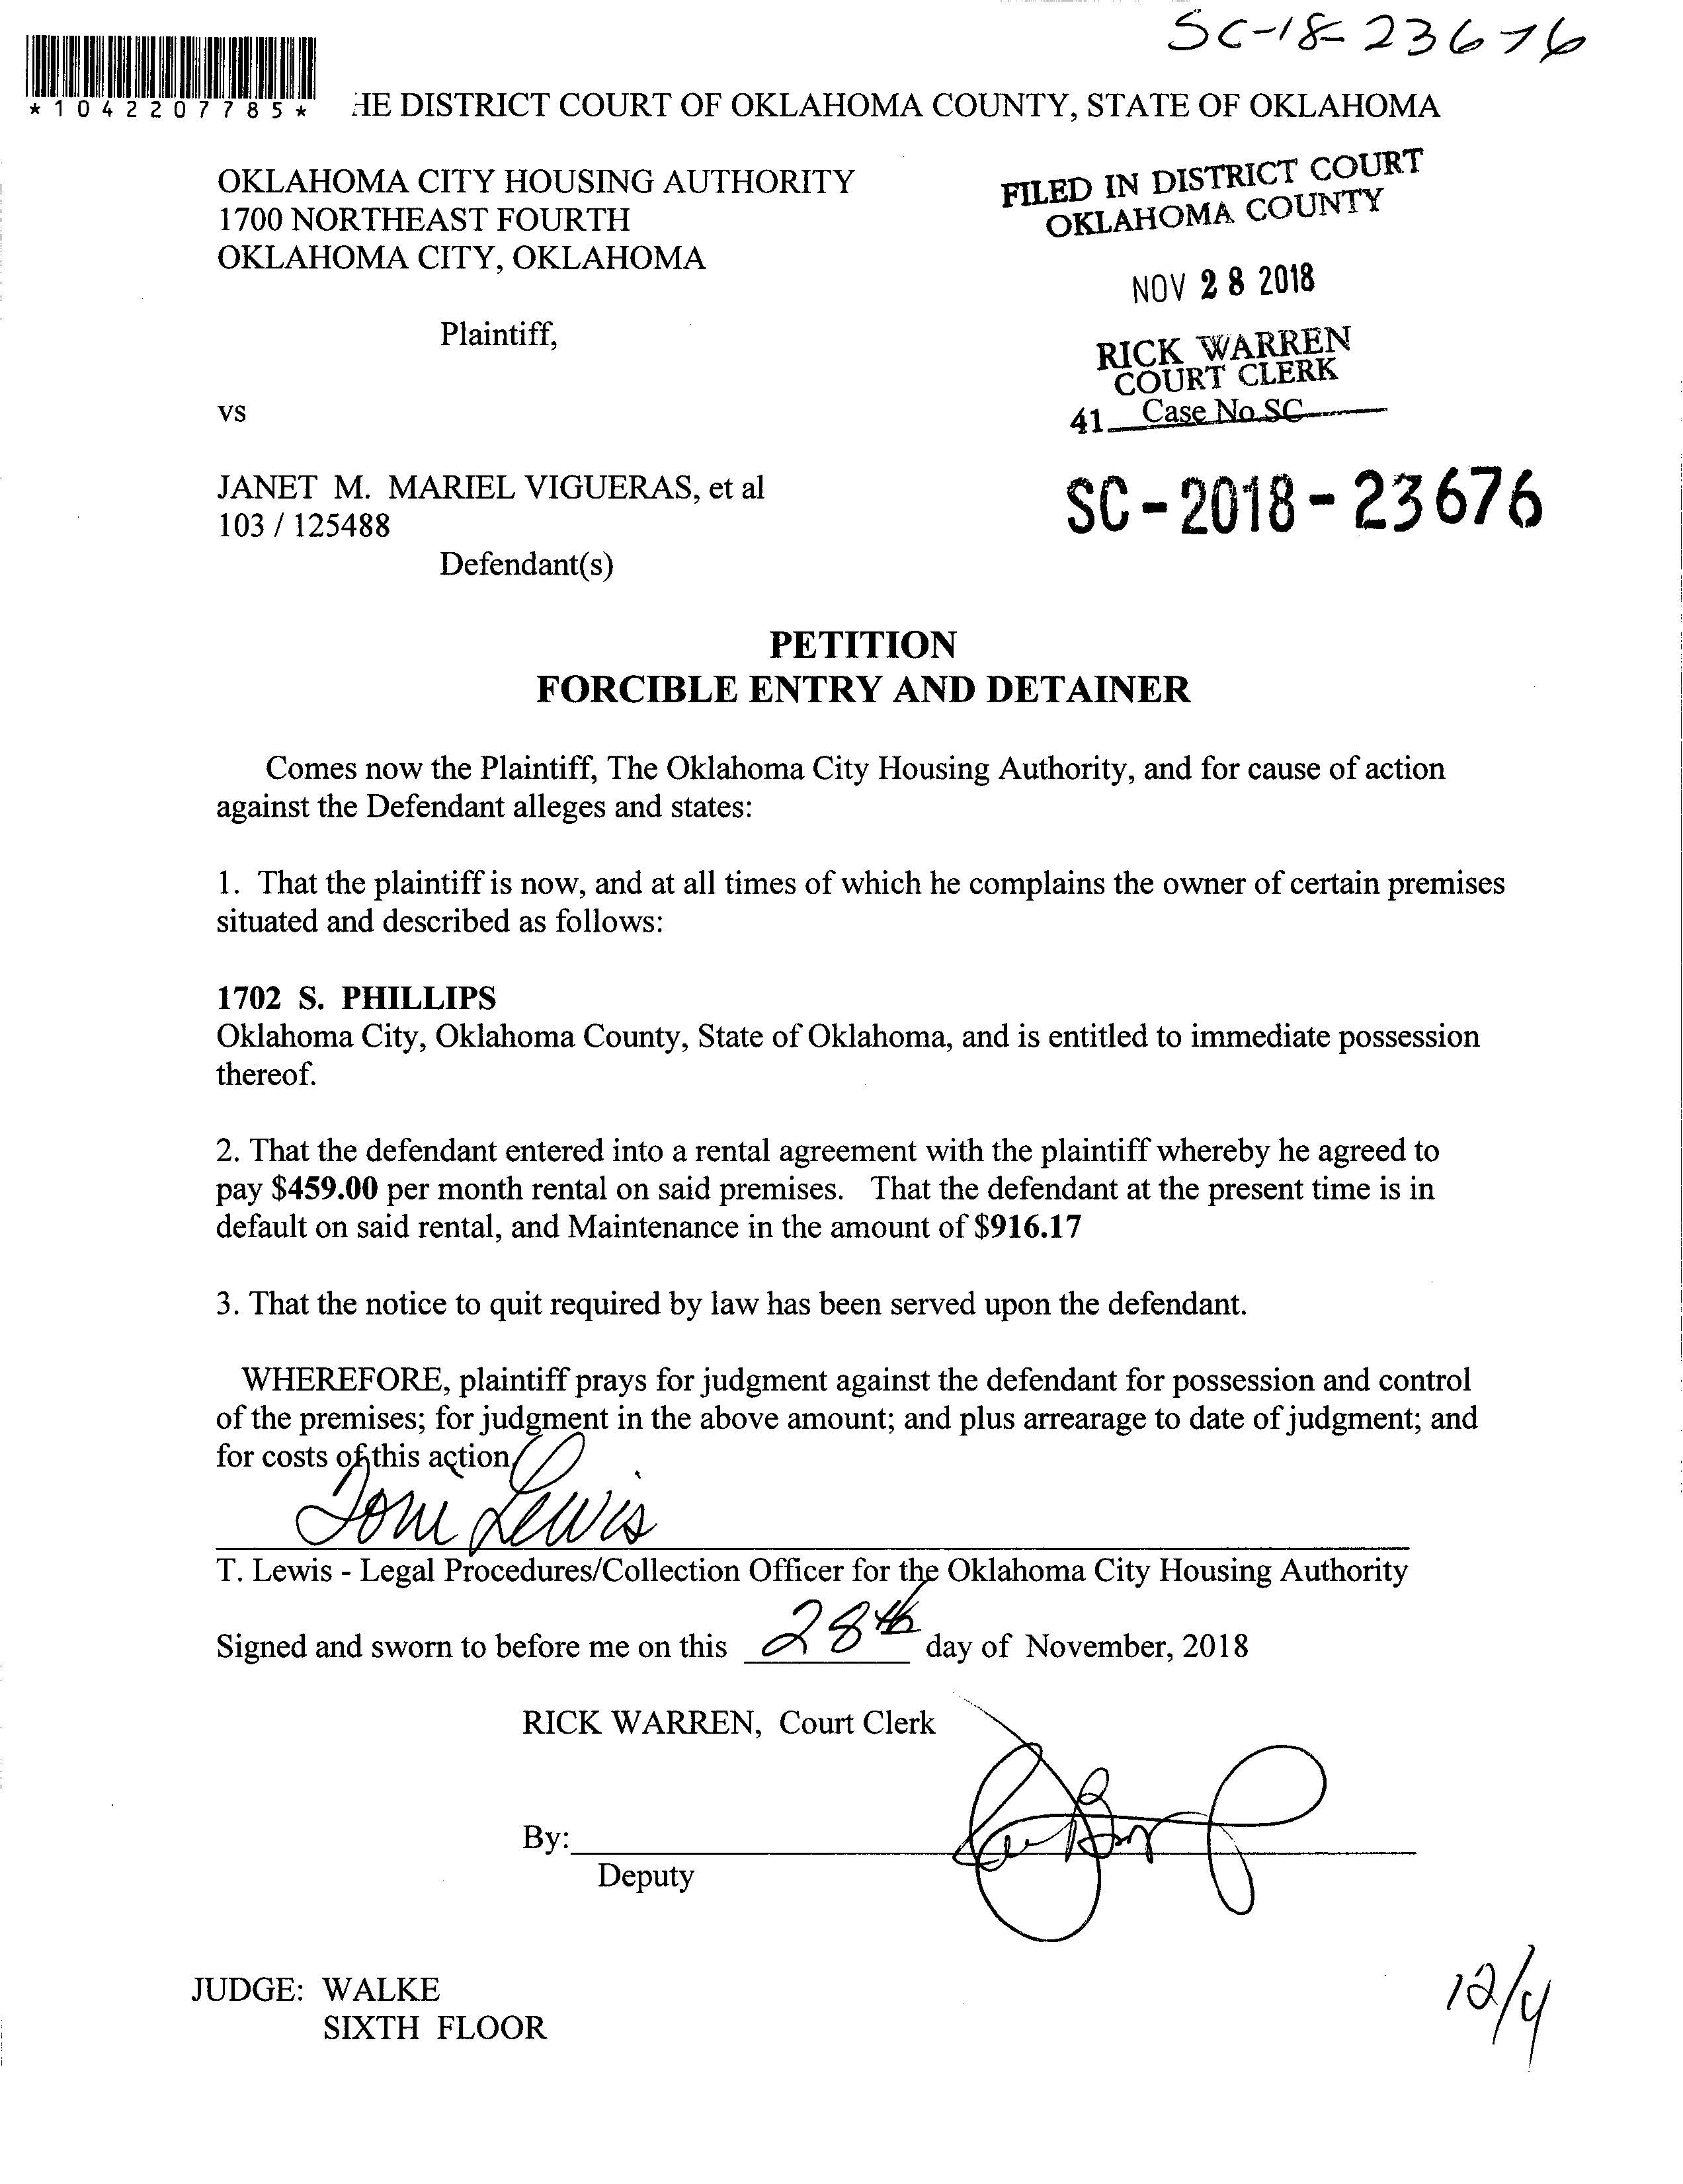 SC-18-23676
*1042207785*
HE DISTRICT COURT OF OKLAHOMA COUNTY, STATE OF OKLAHOMA
OKLAHOMA CITY HOUSING AUTHORITY
1700 NORTHEAST FOURTH
OKLAHOMA CITY, OKLAHOMA
Plaintiff,
FILED IN DISTRICT COURT
OKLAHOMA COUNTY
NOV 28 2018
RICK WARREN
COURT CLERK
41 Case No SC
vs
JANET M. MARIEL VIGUERAS, et al
103 / 125488
Defendant(s)
SC-2018-23676
PETITION
FORCIBLE ENTRY AND DETAINER
Comes now the Plaintiff, The Oklahoma City Housing Authority, and for cause of action
against the Defendant alleges and states:
1. That the plaintiff is now, and at all times of which he complains the owner of certain premises
situated and described as follows:
1702 S. PHILLIPS
Oklahoma City, Oklahoma County, State of Oklahoma, and is entitled to immediate possession
thereof.
2. That the defendant entered into a rental agreement with the plaintiff whereby he agreed to
pay $459.00 per month rental on said premises. That the defendant at the present time is in
default on said rental, and Maintenance in the amount of $916.17
3. That the notice to quit required by law has been served upon the defendant.
WHEREFORE, plaintiff prays for judgment against the defendant for possession and control
of the premises; for judgment in the above amount; and plus arrearage to date of judgment; and
for costs of this action
Toni Lewis
T. Lewis - Legal Procedures/Collection Officer for the Oklahoma City Housing Authority
Signed and sworn to before me on this 28th day of November, 2018
RICK WARREN, Court Clerk
By:
Deputy
JUDGE: WALKE
SIXTH FLOOR
12/4